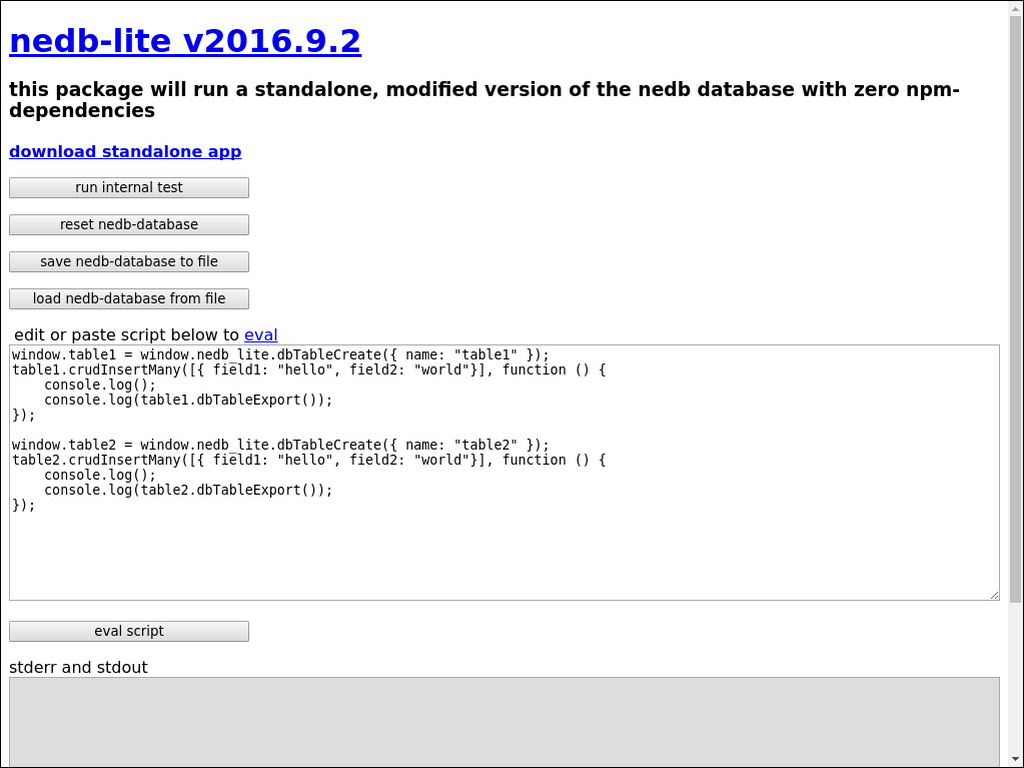 nedb-lite v2016.9.2
this package will run a standalone, modified version of the nedb database with zero npm-
dependencies
download standalone app
run internal test
reset nedb-database
save nedb-database to file
load nedb-database from file
edit or paste script below to eval
window.table1 = window.nedb_lite.dbTableCreate({ name: "table1" });
table1.crudInsertMany([{ field1: "hello", field2: "world"}], function () {
    console.log();
    console.log(table1.dbTableExport());
});

window.table2 = window.nedb_lite.dbTableCreate({ name: "table2" });
table2.crudInsertMany([{ field1: "hello", field2: "world"}], function () {
    console.log();
    console.log(table2.dbTableExport());
});
eval script
stderr and stdout